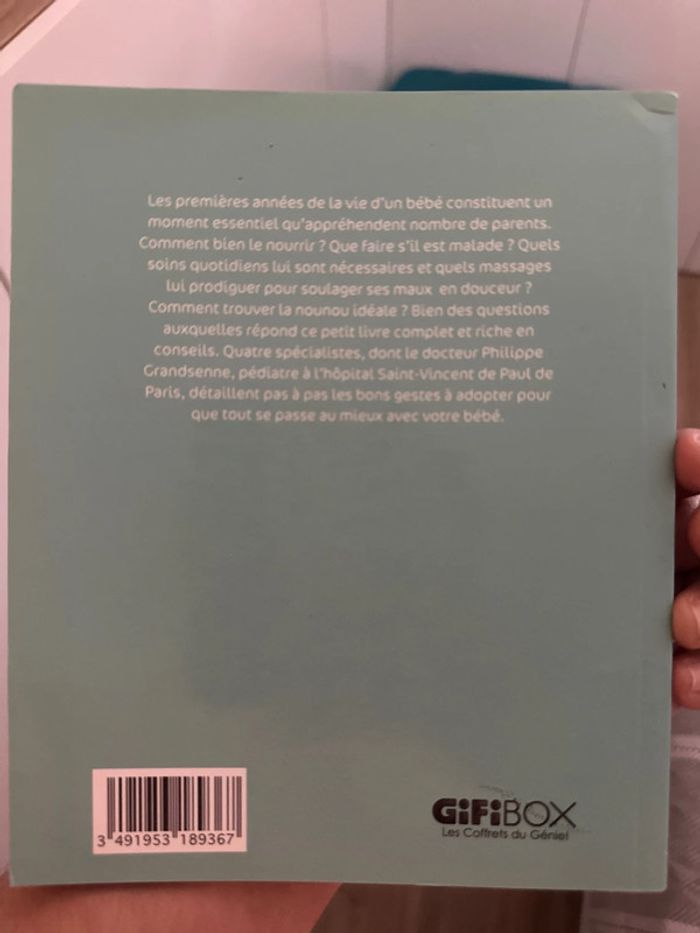 Les premières années de la vie d'un bébé constituent un
moment essentiel qu'appréhendent nombre de parents.
Comment bien le nourrir ? Que faire s'il est malade ? Quels
soins quotidiens lui sont nécessaires et quels massages
lui prodiguer pour soulager ses maux en douceur ?
Comment trouver la nounou idéale ? Bien des questions
auxquelles répond ce petit livre complet et riche en
conseils. Quatre spécialistes, dont le docteur Philippe
Grandsenne, pédiatre à l'hôpital Saint-Vincent de Paul de
Paris, détaillent pas à pas les bons gestes à adopter pour
que tout se passe au mieux avec votre bébé.
3 491953 189367
GiFiBOX
Les Coffrets du Génie!